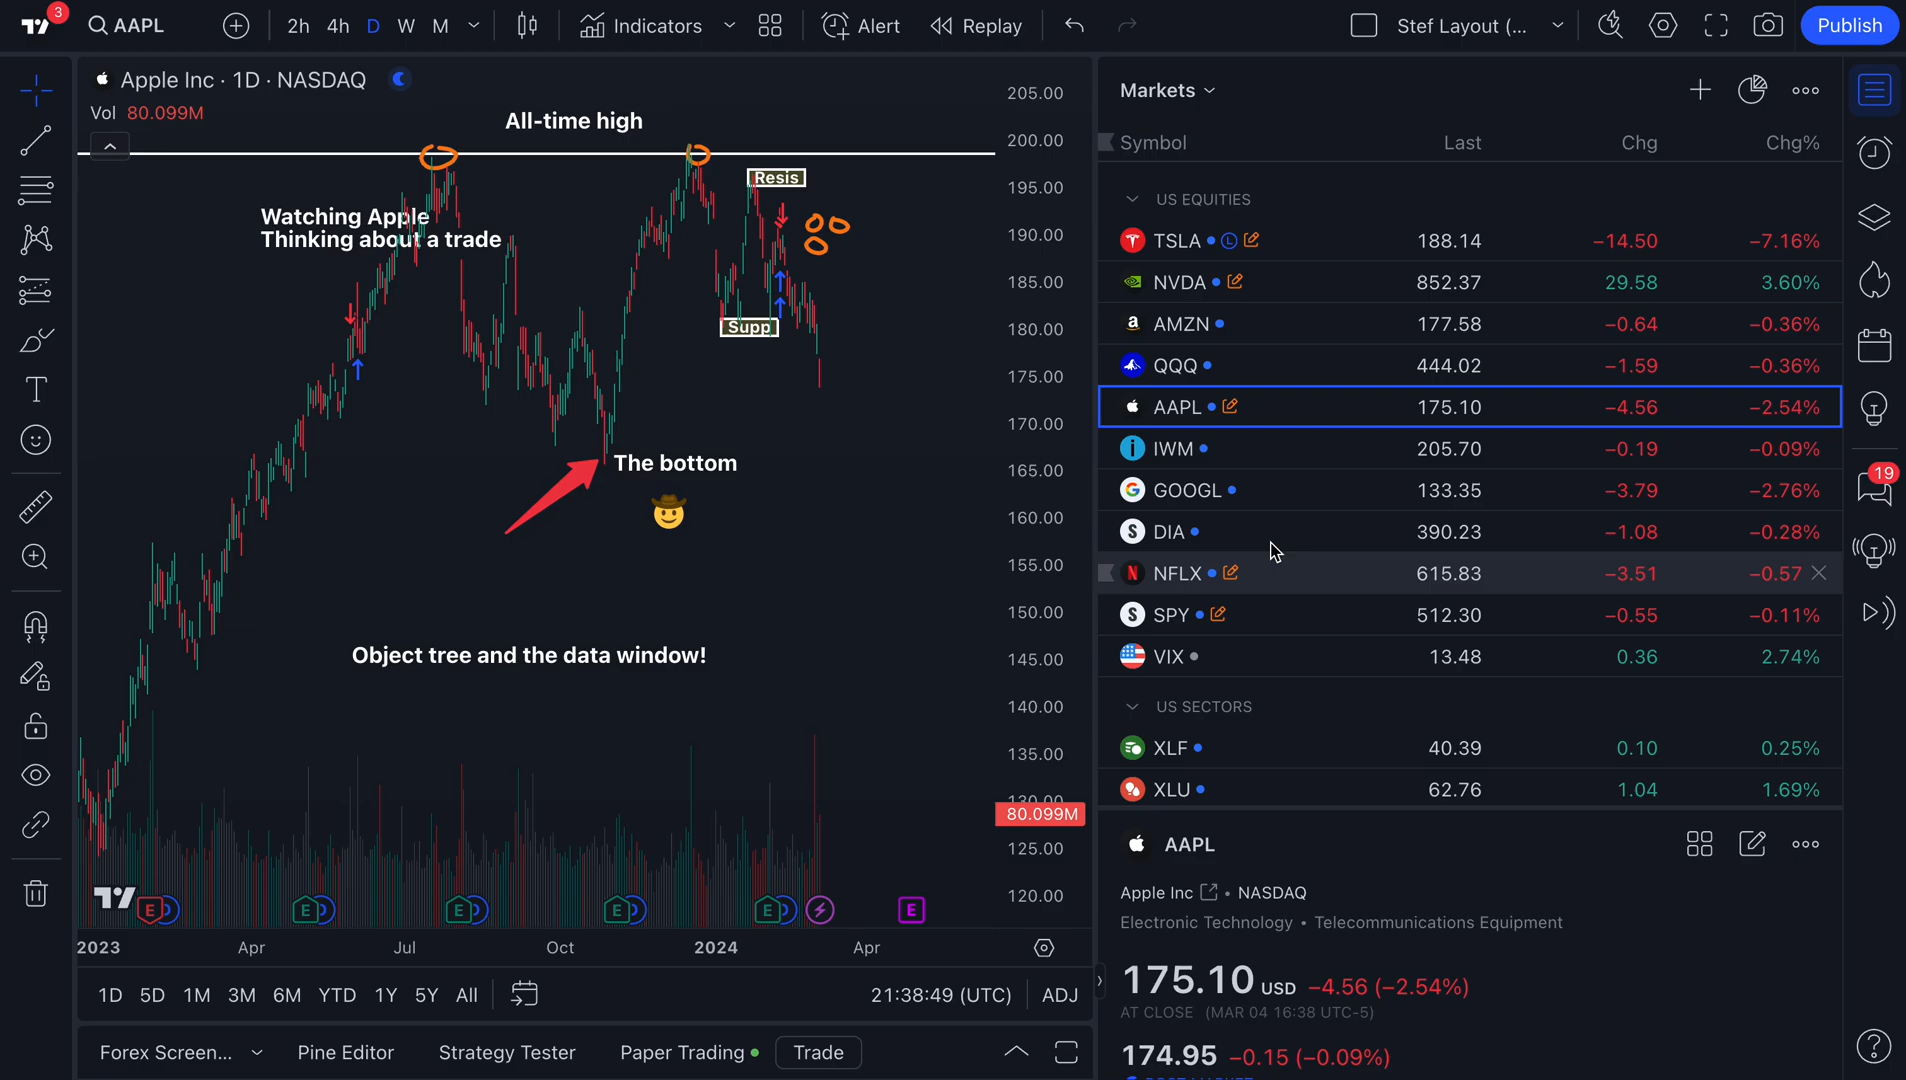 3
AAPL
2h 4h D W M
Indicators
Alert
Replay
Stef Layout (...
Publish
Apple Inc · 1D · NASDAQ
Vol 80.099M
All-time high
Resis
Watching Apple
Thinking about a trade
Supp
The bottom
Object tree and the data window!
205.00
200.00
195.00
190.00
185.00
180.00
175.00
170.00
165.00
160.00
155.00
150.00
145.00
140.00
135.00
130.00
80.099M
125.00
120.00
E E E E E E
2023 Apr Jul Oct 2024 Apr
1D 5D 1M 3M 6M YTD 1Y 5Y All
21:38:49 (UTC) ADJ
Forex Screen... Pine Editor Strategy Tester Paper Trading Trade
Markets
Symbol Last Chg Chg%
US EQUITIES
TSLA L 188.14 −14.50 −7.16%
NVDA 852.37 29.58 3.60%
AMZN 177.58 −0.64 −0.36%
QQQ 444.02 −1.59 −0.36%
AAPL 175.10 −4.56 −2.54%
IWM 205.70 −0.19 −0.09%
GOOGL 133.35 −3.79 −2.76%
DIA 390.23 −1.08 −0.28%
NFLX 615.83 −3.51 −0.57
SPY 512.30 −0.55 −0.11%
VIX 13.48 0.36 2.74%
US SECTORS
XLF 40.39 0.10 0.25%
XLU 62.76 1.04 1.69%
AAPL
Apple Inc • NASDAQ
Electronic Technology • Telecommunications Equipment
175.10 USD −4.56 (−2.54%)
AT CLOSE (MAR 04 16:38 UTC-5)
174.95 −0.15 (−0.09%)
19